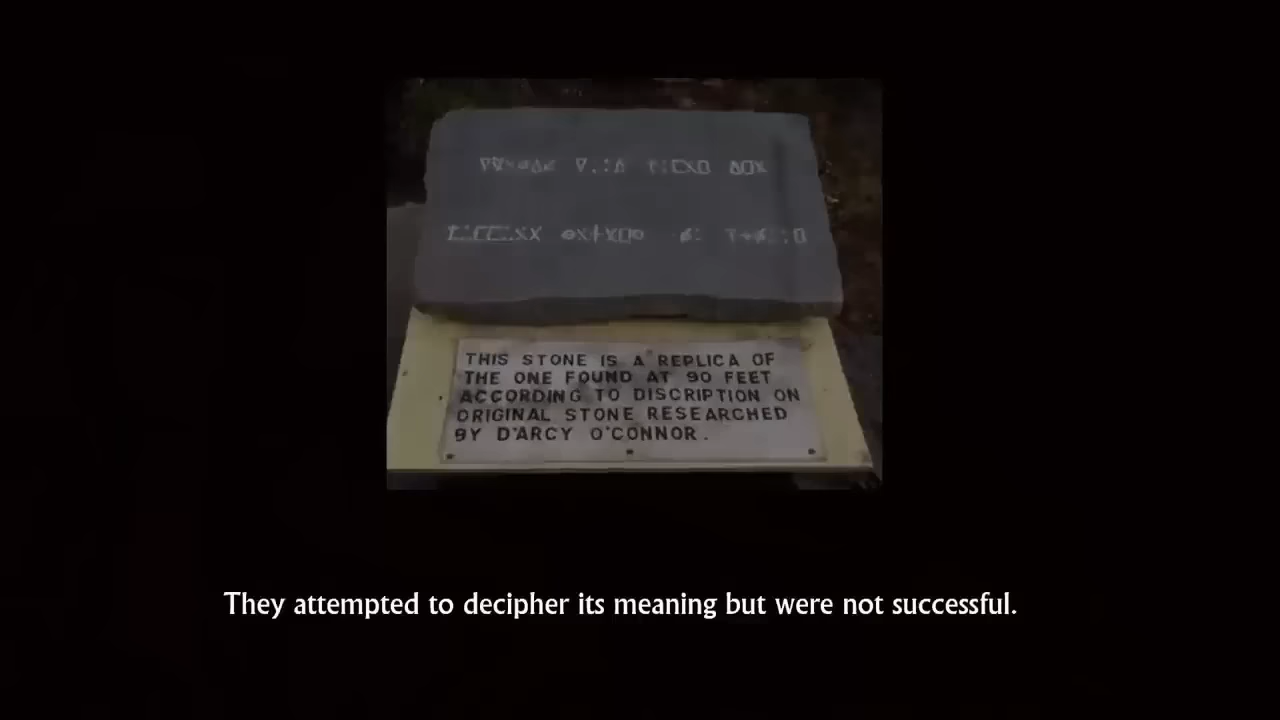 THIS STONE IS A REPLICA OF
THE ONE FOUND AT 90 FEET
ACCORDING TO DISCRIPTION ON
ORIGINAL STONE RESEARCHED
BY D'ARCY O'CONNOR.
They attempted to decipher its meaning but were not successful.